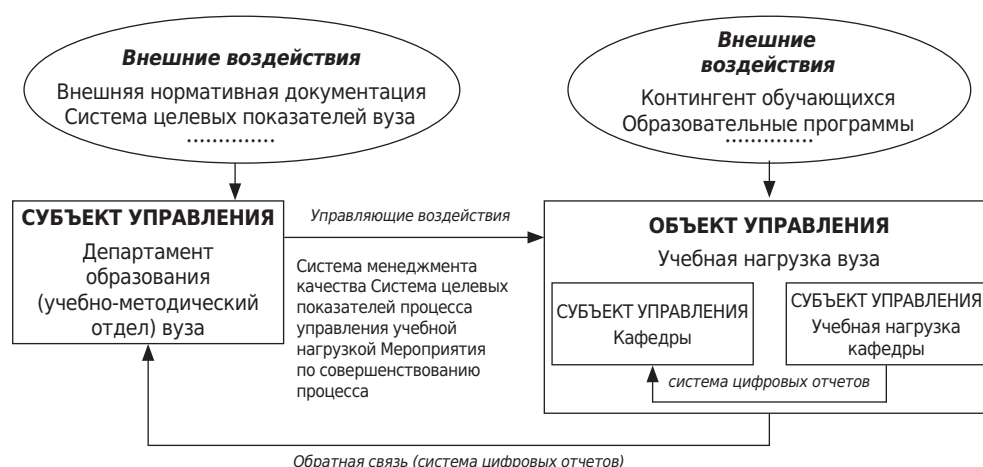 Внешние воздействия
Внешняя нормативная документация
Система целевых показателей вуза
..............
Внешние
воздействия
Контингент обучающихся
Образовательные программы
..............
СУБЪЕКТ УПРАВЛЕНИЯ
Департамент
образования
(учебно-методический
отдел) вуза
Управляющие воздействия
Система менеджмента
качества Система целевых
показателей процесса
управления учебной
нагрузкой Мероприятия
по совершенствованию
процесса
ОБЪЕКТ УПРАВЛЕНИЯ
Учебная нагрузка вуза
СУБЪЕКТ УПРАВЛЕНИЯ
Кафедры
СУБЪЕКТ УПРАВЛЕНИЯ
Учебная нагрузка
кафедры
система цифровых отчетов
Обратная связь (система цифровых отчетов)